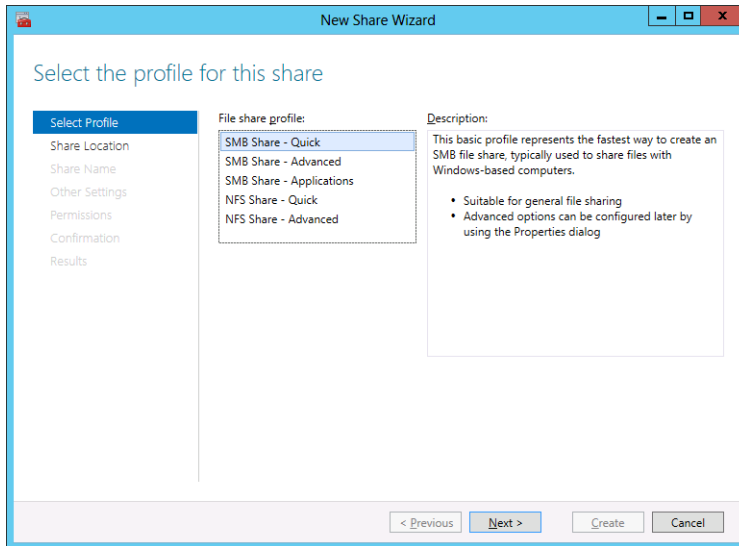 New Share Wizard
Select the profile for this share
Select Profile
Share Location
Share Name
Other Settings
Permissions
Confirmation
Results
File share profile:
SMB Share - Quick
SMB Share - Advanced
SMB Share - Applications
NFS Share - Quick
NFS Share - Advanced
Description:
This basic profile represents the fastest way to create an
SMB file share, typically used to share files with
Windows-based computers.
• Suitable for general file sharing
• Advanced options can be configured later by
using the Properties dialog
< Previous
Next >
Create
Cancel